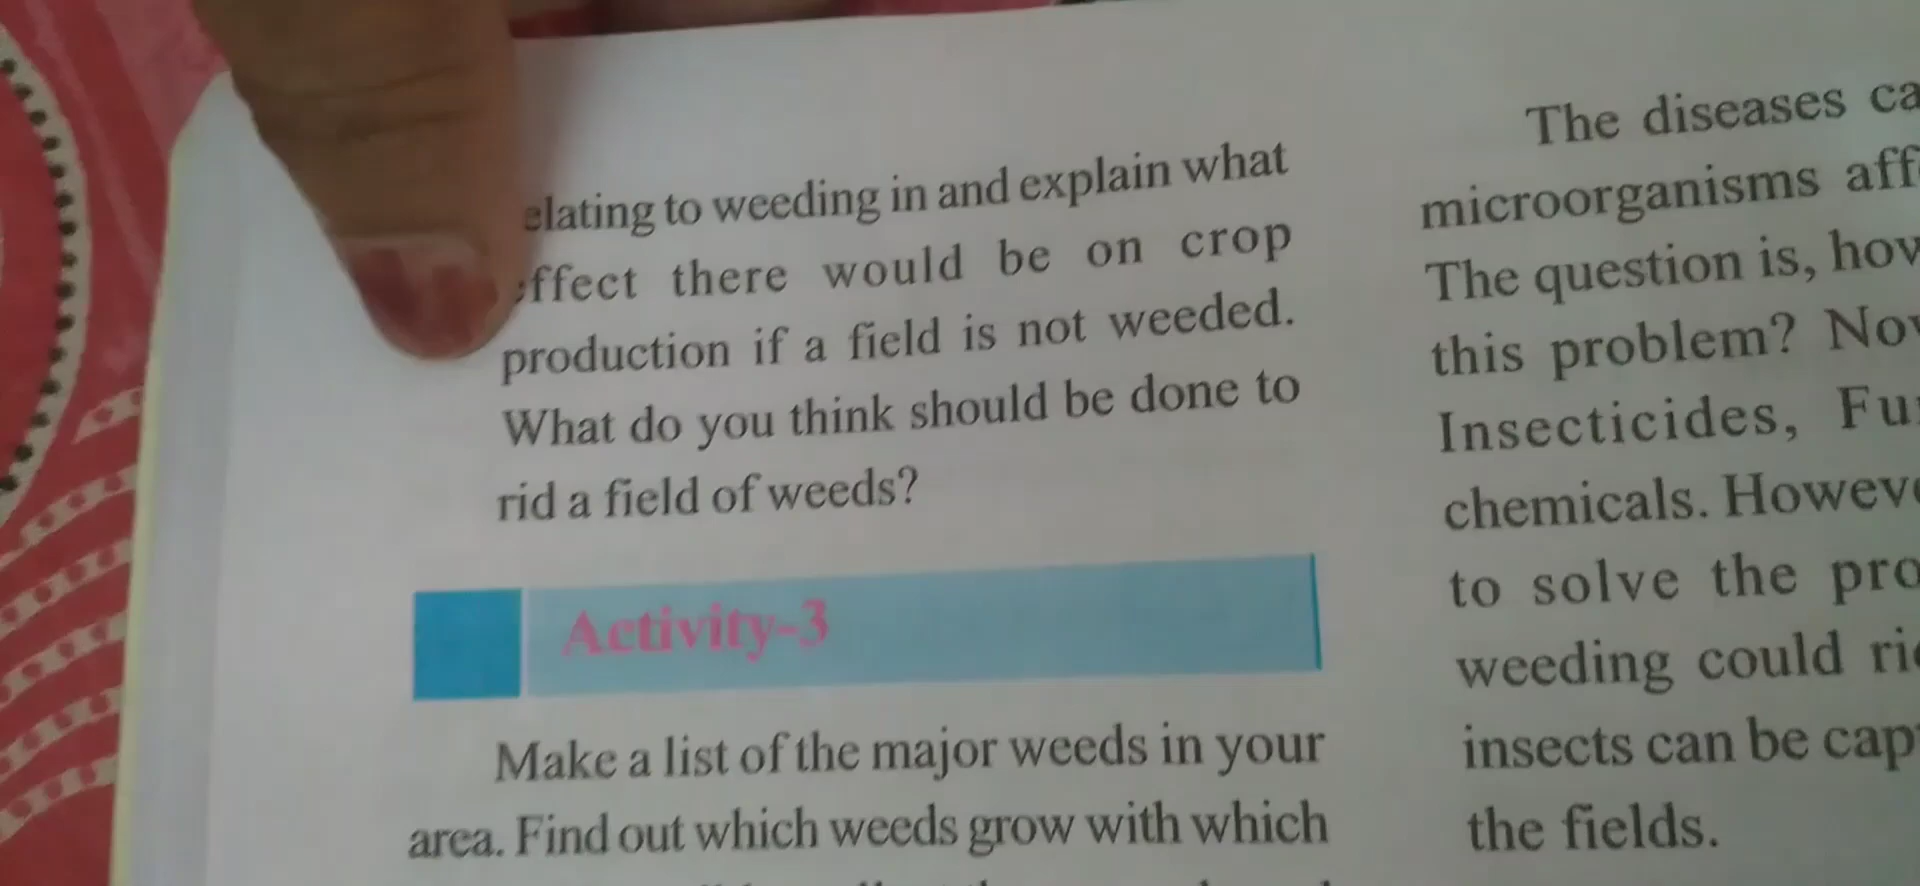 elating to weeding in and explain what
ffect there would be on crop
production if a field is not weeded.
What do you think should be done to
rid a field of weeds?
Activity-3
Make a list of the major weeds in your
area. Find out which weeds grow with which
The diseases ca
microorganisms aff
The question is, how
this problem? Now
Insecticides, Fu
chemicals. Howeve
to solve the pro
weeding could ri
insects can be cap
the fields.